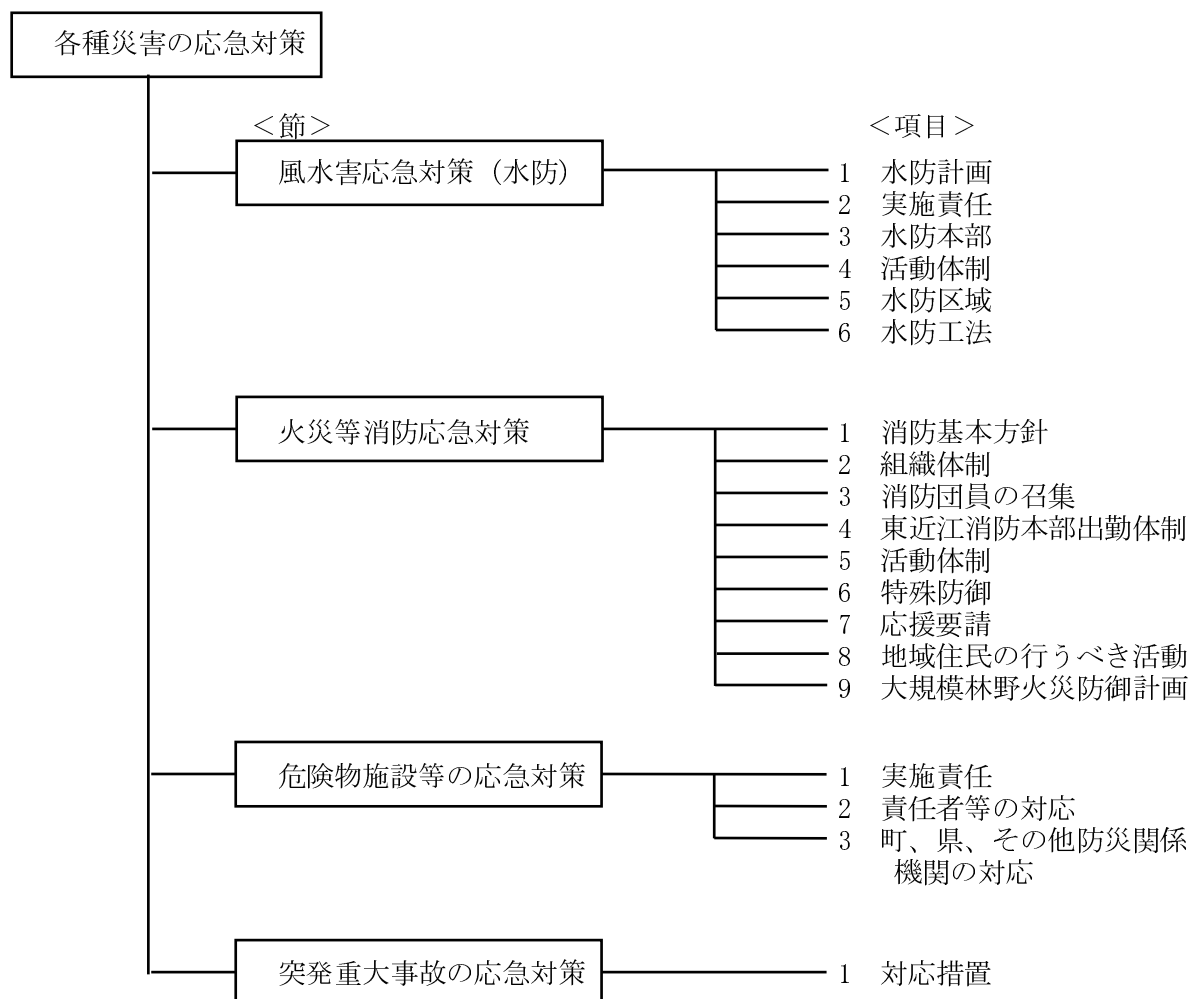 各種災害の応急対策
＜節＞
＜項目＞
風水害応急対策（水防）
1 水防計画
2 実施責任
3 水防本部
4 活動体制
5 水防区域
6 水防工法
火災等消防応急対策
1 消防基本方針
2 組織体制
3 消防団員の召集
4 東近江消防本部出勤体制
5 活動体制
6 特殊防御
7 応援要請
8 地域住民の行うべき活動
9 大規模林野火災防御計画
危険物施設等の応急対策
1 実施責任
2 責任者等の対応
3 町、県、その他防災関係
機関の対応
突発重大事故の応急対策
1 対応措置